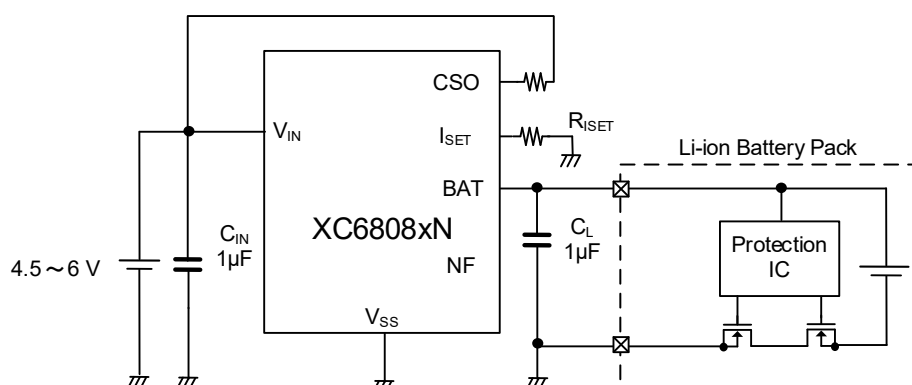 CSO
V_IN
I_SET
R_ISET
Li-ion Battery Pack
BAT
XC6808xN
C_IN
1μF
C_L
1μF
Protection
IC
NF
4.5～6 V
V_SS